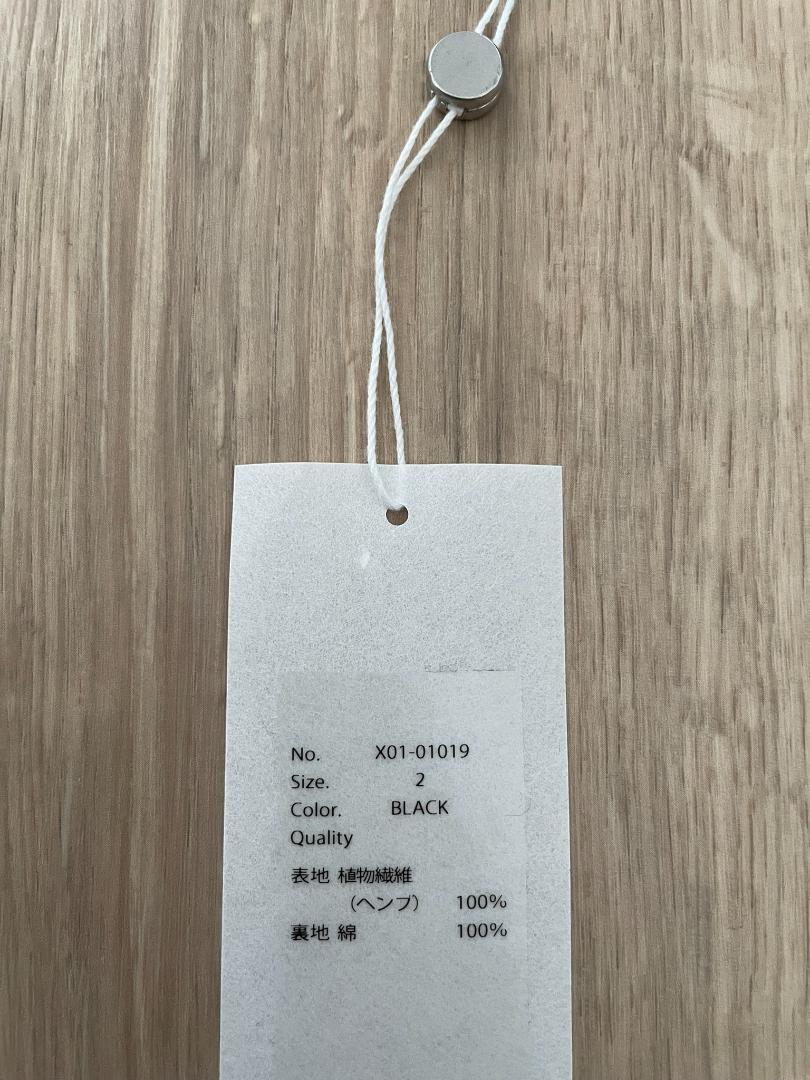 No. X01-01019
Size. 2
Color. BLACK
Quality
表地 植物繊維
（ヘンプ） 100%
裏地 綿 100%